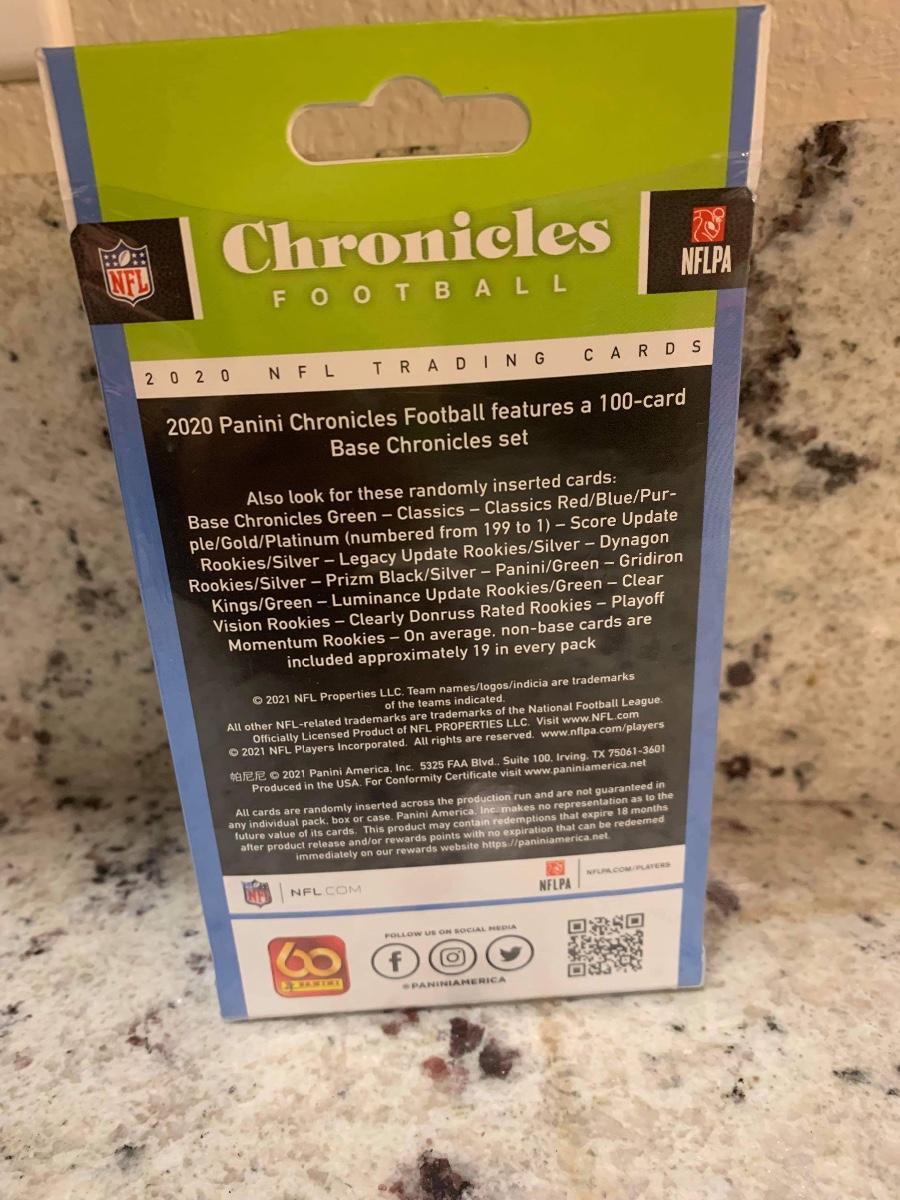 Chronicles
FOOTBALL
NFL
NFLPA
2020 NFL TRADING CARDS
2020 Panini Chronicles Football features a 100-card
Base Chronicles set
Also look for these randomly inserted cards:
Base Chronicles Green – Classics – Classics Red/Blue/Pur-
ple/Gold/Platinum (numbered from 199 to 1) – Score Update
Rookies/Silver – Legacy Update Rookies/Silver – Dynagon
Rookies/Silver – Prizm Black/Silver – Panini/Green – Gridiron
Kings/Green – Luminance Update Rookies/Green – Clear
Vision Rookies – Clearly Donruss Rated Rookies – Playoff
Momentum Rookies – On average, non-base cards are
included approximately 19 in every pack
© 2021 NFL Properties LLC. Team names/logos/indicia are trademarks
of the teams indicated.
All other NFL-related trademarks are trademarks of the National Football League.
Officially Licensed Product of NFL PROPERTIES LLC. Visit www.NFL.com
© 2021 NFL Players Incorporated. All rights are reserved. www.nflpa.com/players
帕尼尼 © 2021 Panini America, Inc. 5325 FAA Blvd., Suite 100, Irving, TX 75061-3601
Produced in the USA. For Conformity Certificate visit www.paniniamerica.net
All cards are randomly inserted across the production run and are not guaranteed in
any individual pack, box or case. Panini America, Inc. makes no representation as to the
future value of its cards. This product may contain redemptions that expire 18 months
after product release and/or rewards points with no expiration that can be redeemed
immediately on our rewards website https://paniniamerica.net.
NFL | NFL.COM
NFLPA | NFLPA.COM/PLAYERS
FOLLOW US ON SOCIAL MEDIA
60
PANINI
@PANINIAMERICA